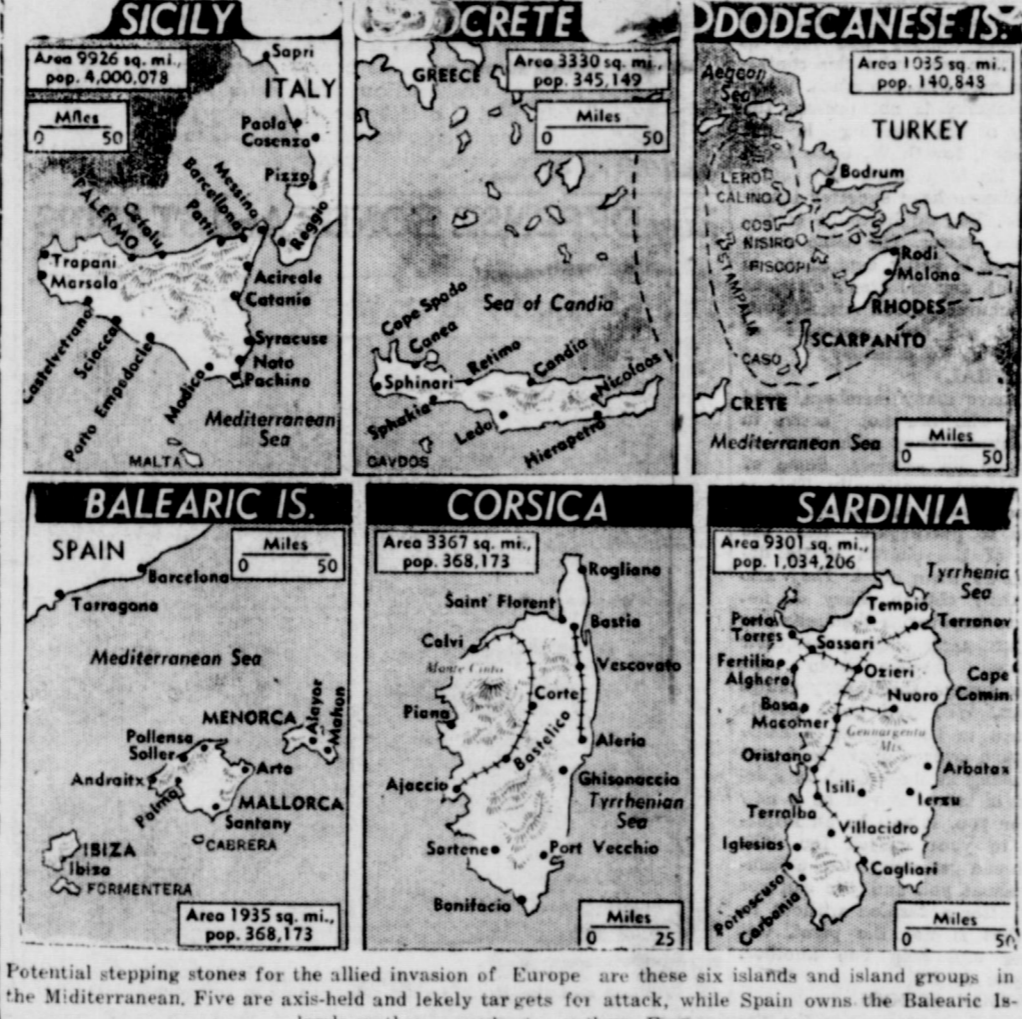 SICILY
Area 9926 sq. mi.,
pop. 4,000,078
Miles
0 50
Sapri
ITALY
Paola
Cosenza
Pizzo
Messina
Barcellona
Patti
Cefalu
PALERMO
Reggio
Trapani
Marsala
Acireale
Catania
Castelvetrano
Sciacca
Porto Empedocle
Modica
Syracuse
Noto
Pachino
Mediterranean
Sea
MALTA
CRETE
GREECE
Area 3330 sq. mi.,
pop. 345,149
Miles
0 50
Sea of Candia
Cape Spada
Canea
Retimo
Candia
Nicolaos
Sphinari
Sphakia
Leda
Hierapetra
GAVDOS
DODECANESE IS.
Aegean
Sea
Area 1035 sq. mi.,
pop. 140,848
TURKEY
Bodrum
LERO
CALINO
COS
NISIRO
PISCOPI
STAMPALIA
Rodi
Malona
RHODES
SCARPANTO
CASO
CRETE
Mediterranean Sea
Miles
0 50
BALEARIC IS.
SPAIN
Miles
0 50
Barcelona
Tarragona
Mediterranean Sea
MENORCA
Alayor
Mahon
Pollensa
Soller
Andraitx
Palma
Arta
MALLORCA
Santany
CABRERA
IBIZA
Ibiza
FORMENTERA
Area 1935 sq. mi.,
pop. 368,173
CORSICA
Area 3367 sq. mi.,
pop. 368,173
Rogliano
Saint Florent
Bastia
Calvi
Monte Cinto
Vescovato
Corte
Piana
Bastelica
Aleria
Ajaccio
Ghisonaccia
Tyrrhenian
Sea
Sartene
Port Vecchio
Bonifacio
Miles
0 25
SARDINIA
Area 9301 sq. mi.,
pop. 1,034,206
Tyrrhenia
Sea
Tempio
Porto
Torres
Terranov
Sassari
Fertilia
Alghero
Ozieri
Cape
Comin
Nuoro
Bosa
Macomer
Gennargentu
Mts.
Oristano
Arbatax
Isili
Ierzu
Terralba
Villacidro
Iglesias
Cagliari
Portoscuso
Carbonia
Miles
0 50
Potential stepping stones for the allied invasion of Europe are these six islands and island groups in
the Miditerranean. Five are axis-held and lekely targets for attack, while Spain owns the Balearic Is-